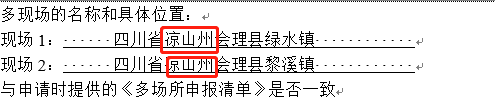 多现场的名称和具体位置：
现场 1：四川省凉山州会理县绿水镇
现场 2：四川省凉山州会理县黎溪镇
与申请时提供的《多场所申报清单》是否一致